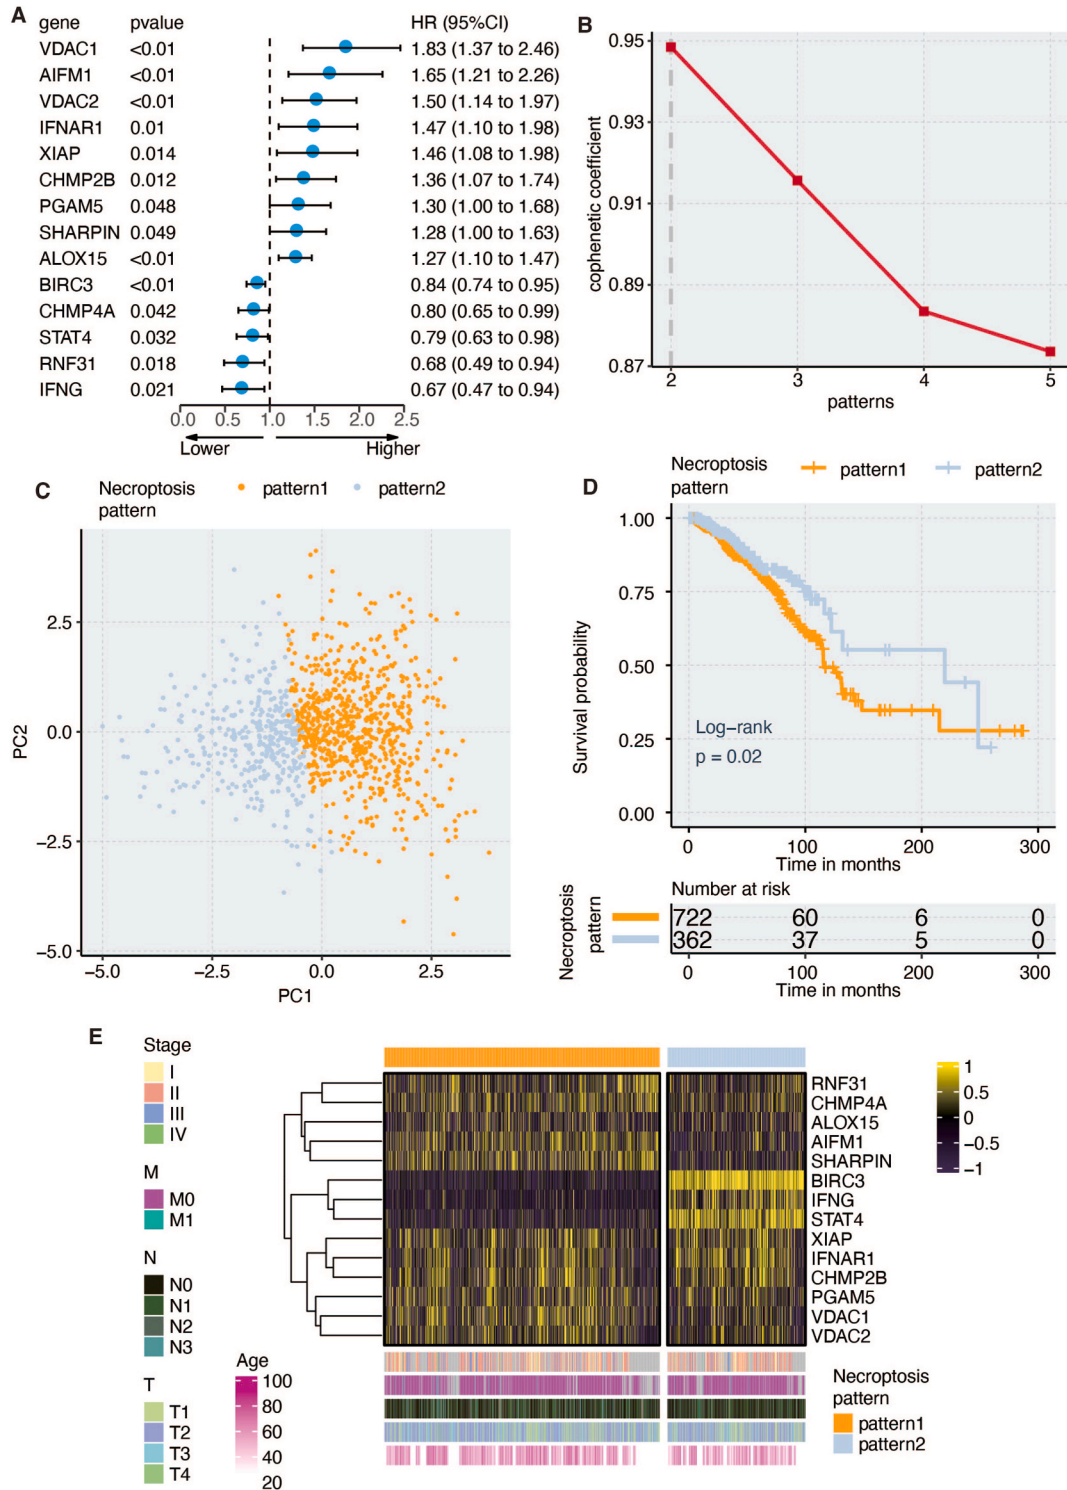 A
gene pvalue HR (95%CI)
VDAC1 <0.01 1.83 (1.37 to 2.46)
AIFM1 <0.01 1.65 (1.21 to 2.26)
VDAC2 <0.01 1.50 (1.14 to 1.97)
IFNAR1 0.01 1.47 (1.10 to 1.98)
XIAP 0.014 1.46 (1.08 to 1.98)
CHMP2B 0.012 1.36 (1.07 to 1.74)
PGAM5 0.048 1.30 (1.00 to 1.68)
SHARPIN 0.049 1.28 (1.00 to 1.63)
ALOX15 <0.01 1.27 (1.10 to 1.47)
BIRC3 <0.01 0.84 (0.74 to 0.95)
CHMP4A 0.042 0.80 (0.65 to 0.99)
STAT4 0.032 0.79 (0.63 to 0.98)
RNF31 0.018 0.68 (0.49 to 0.94)
IFNG 0.021 0.67 (0.47 to 0.94)
0.0 0.5 1.0 1.5 2.0 2.5
Lower Higher
B
cophenetic coefficient
0.95
0.93
0.91
0.89
0.87
2 3 4 5
patterns
C
Necroptosis
pattern
pattern1 pattern2
PC2
2.5
0.0
−2.5
−5.0
−5.0 −2.5 0.0 2.5
PC1
D
Necroptosis
pattern
pattern1 pattern2
Survival probability
1.00
0.75
0.50
0.25
0.00
Log−rank
p = 0.02
0 100 200 300
Time in months
Number at risk
Necroptosis
pattern
722 60 6 0
362 37 5 0
0 100 200 300
Time in months
E
Stage
I
II
III
IV
M
M0
M1
N
N0
N1
N2
N3
T
T1
T2
T3
T4
Age
100
80
60
40
20
RNF31
CHMP4A
ALOX15
AIFM1
SHARPIN
BIRC3
IFNG
STAT4
XIAP
IFNAR1
CHMP2B
PGAM5
VDAC1
VDAC2
1
0.5
0
−0.5
−1
Necroptosis
pattern
pattern1
pattern2